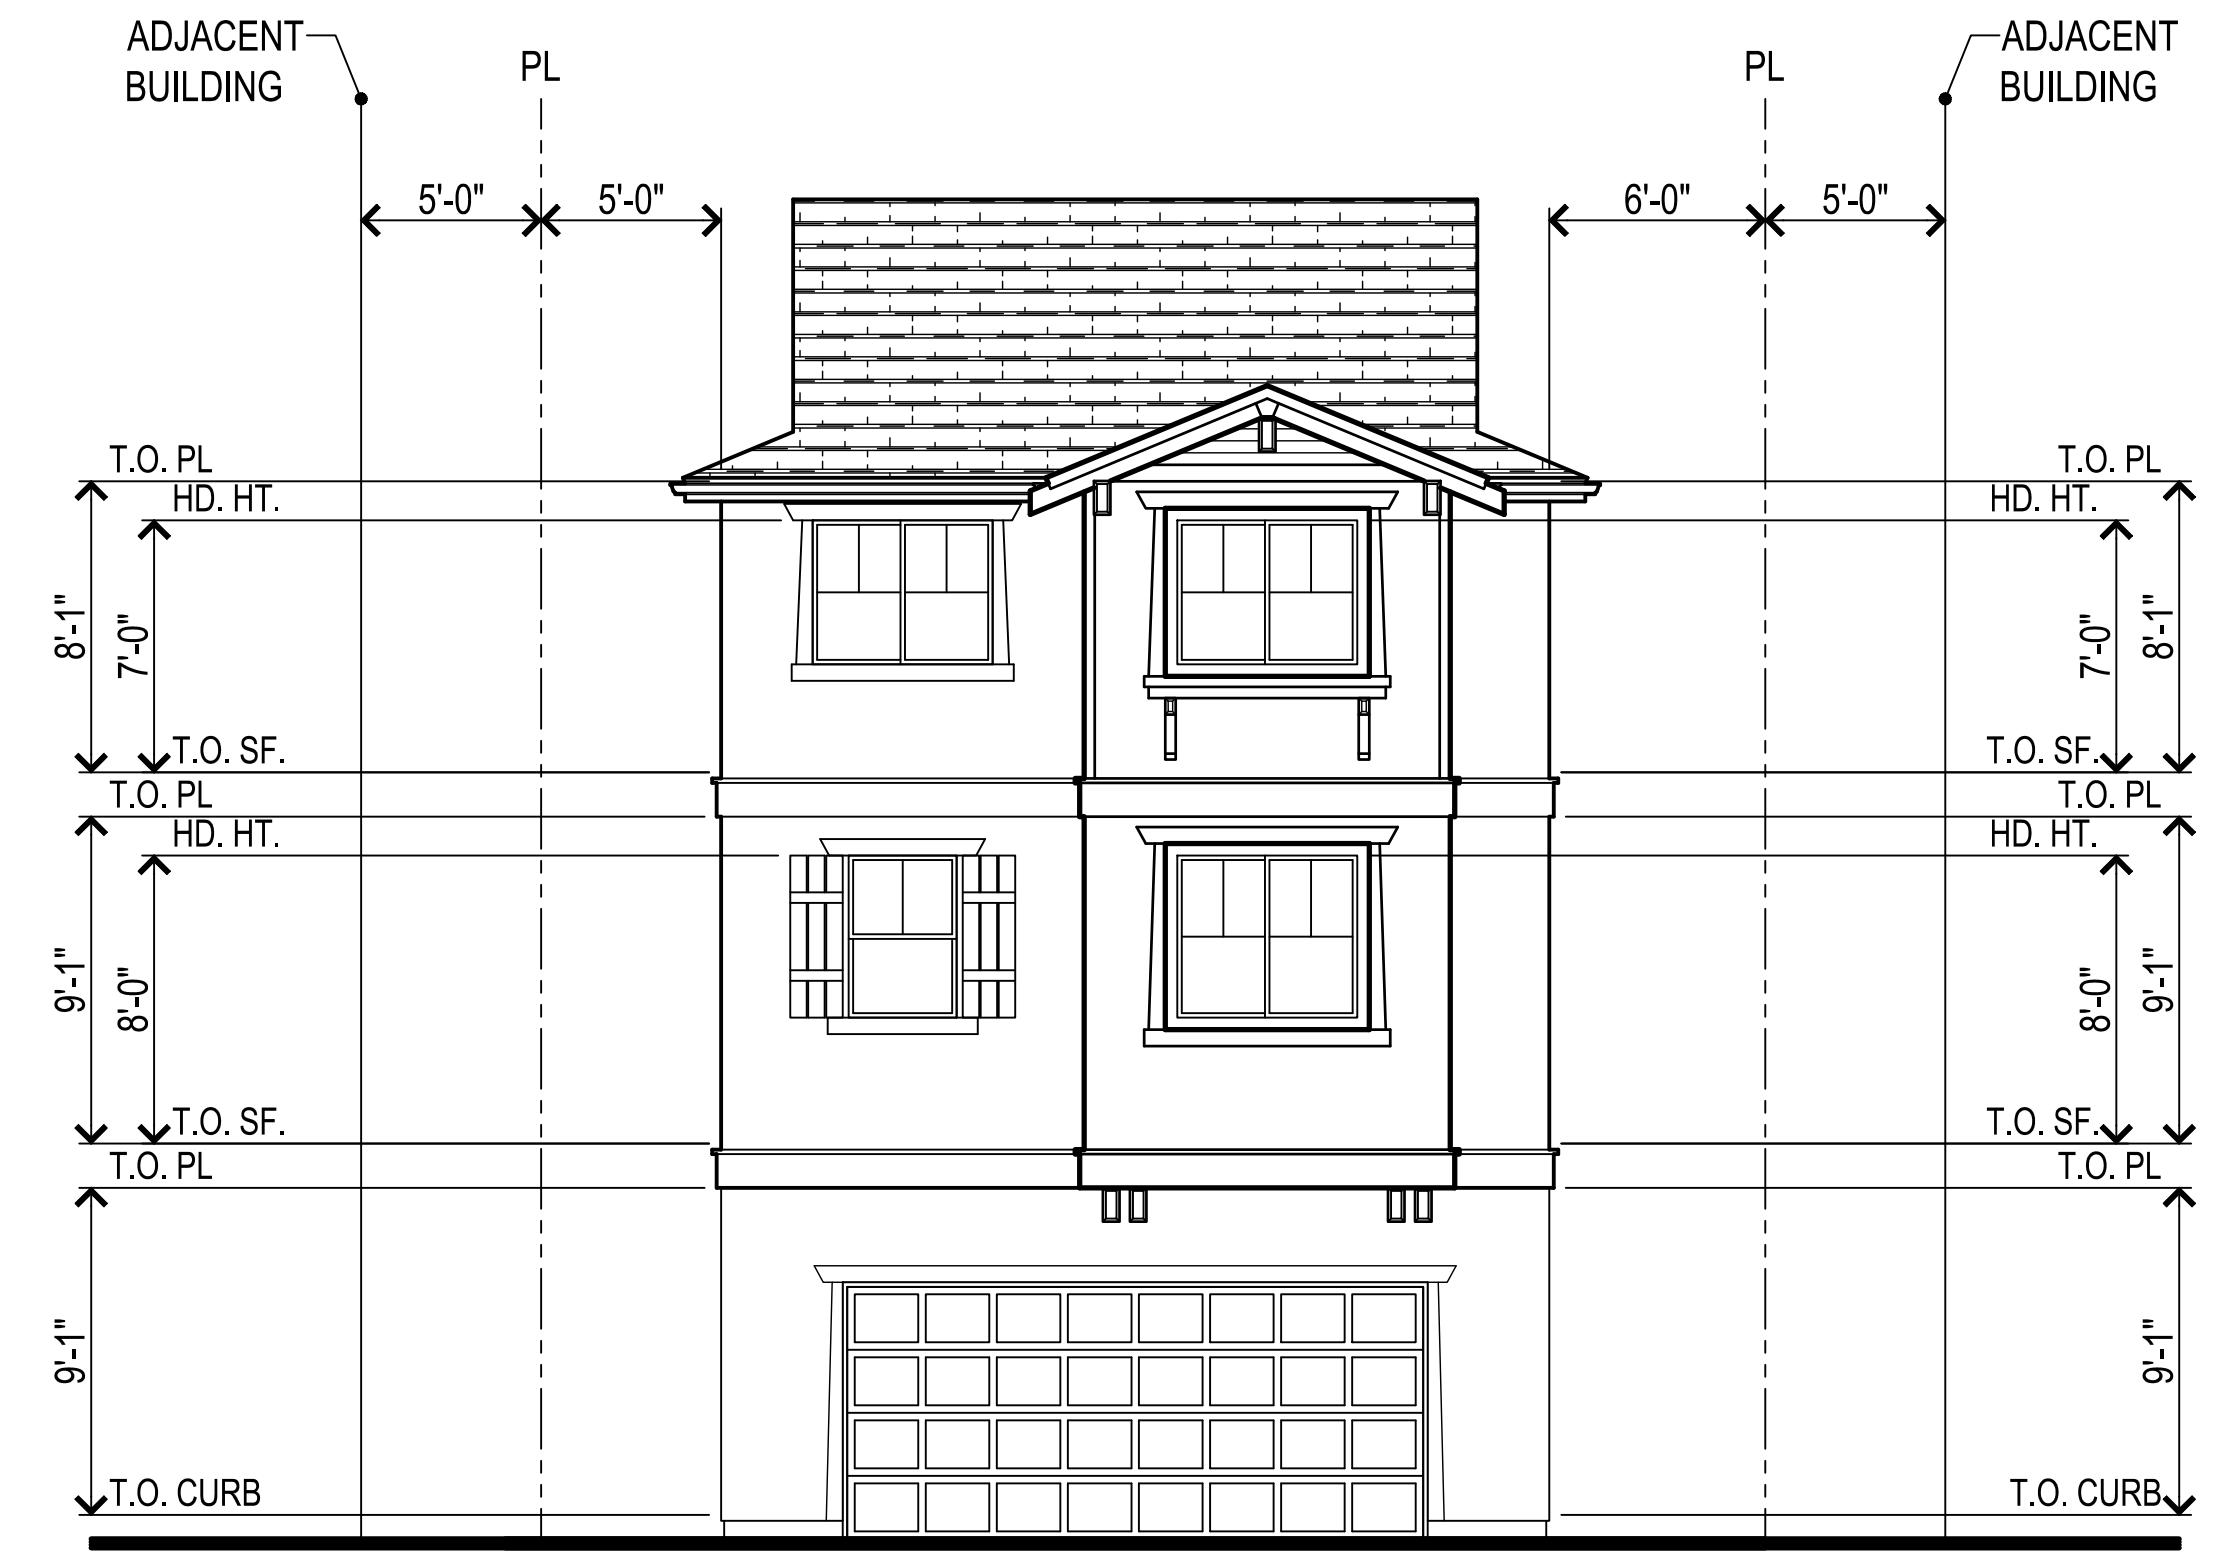 ADJACENT
BUILDING
PL
PL
ADJACENT
BUILDING
5'-0"
5'-0"
6'-0"
5'-0"
T.O. PL
T.O. PL
HD. HT.
HD. HT.
8'-1"
7'-0"
7'-0"
8'-1"
T.O. SF.
T.O. SF.
T.O. PL
T.O. PL
HD. HT.
HD. HT.
9'-1"
8'-0"
8'-0"
9'-1"
T.O. SF.
T.O. SF.
T.O. PL
T.O. PL
9'-1"
9'-1"
T.O. CURB
T.O. CURB